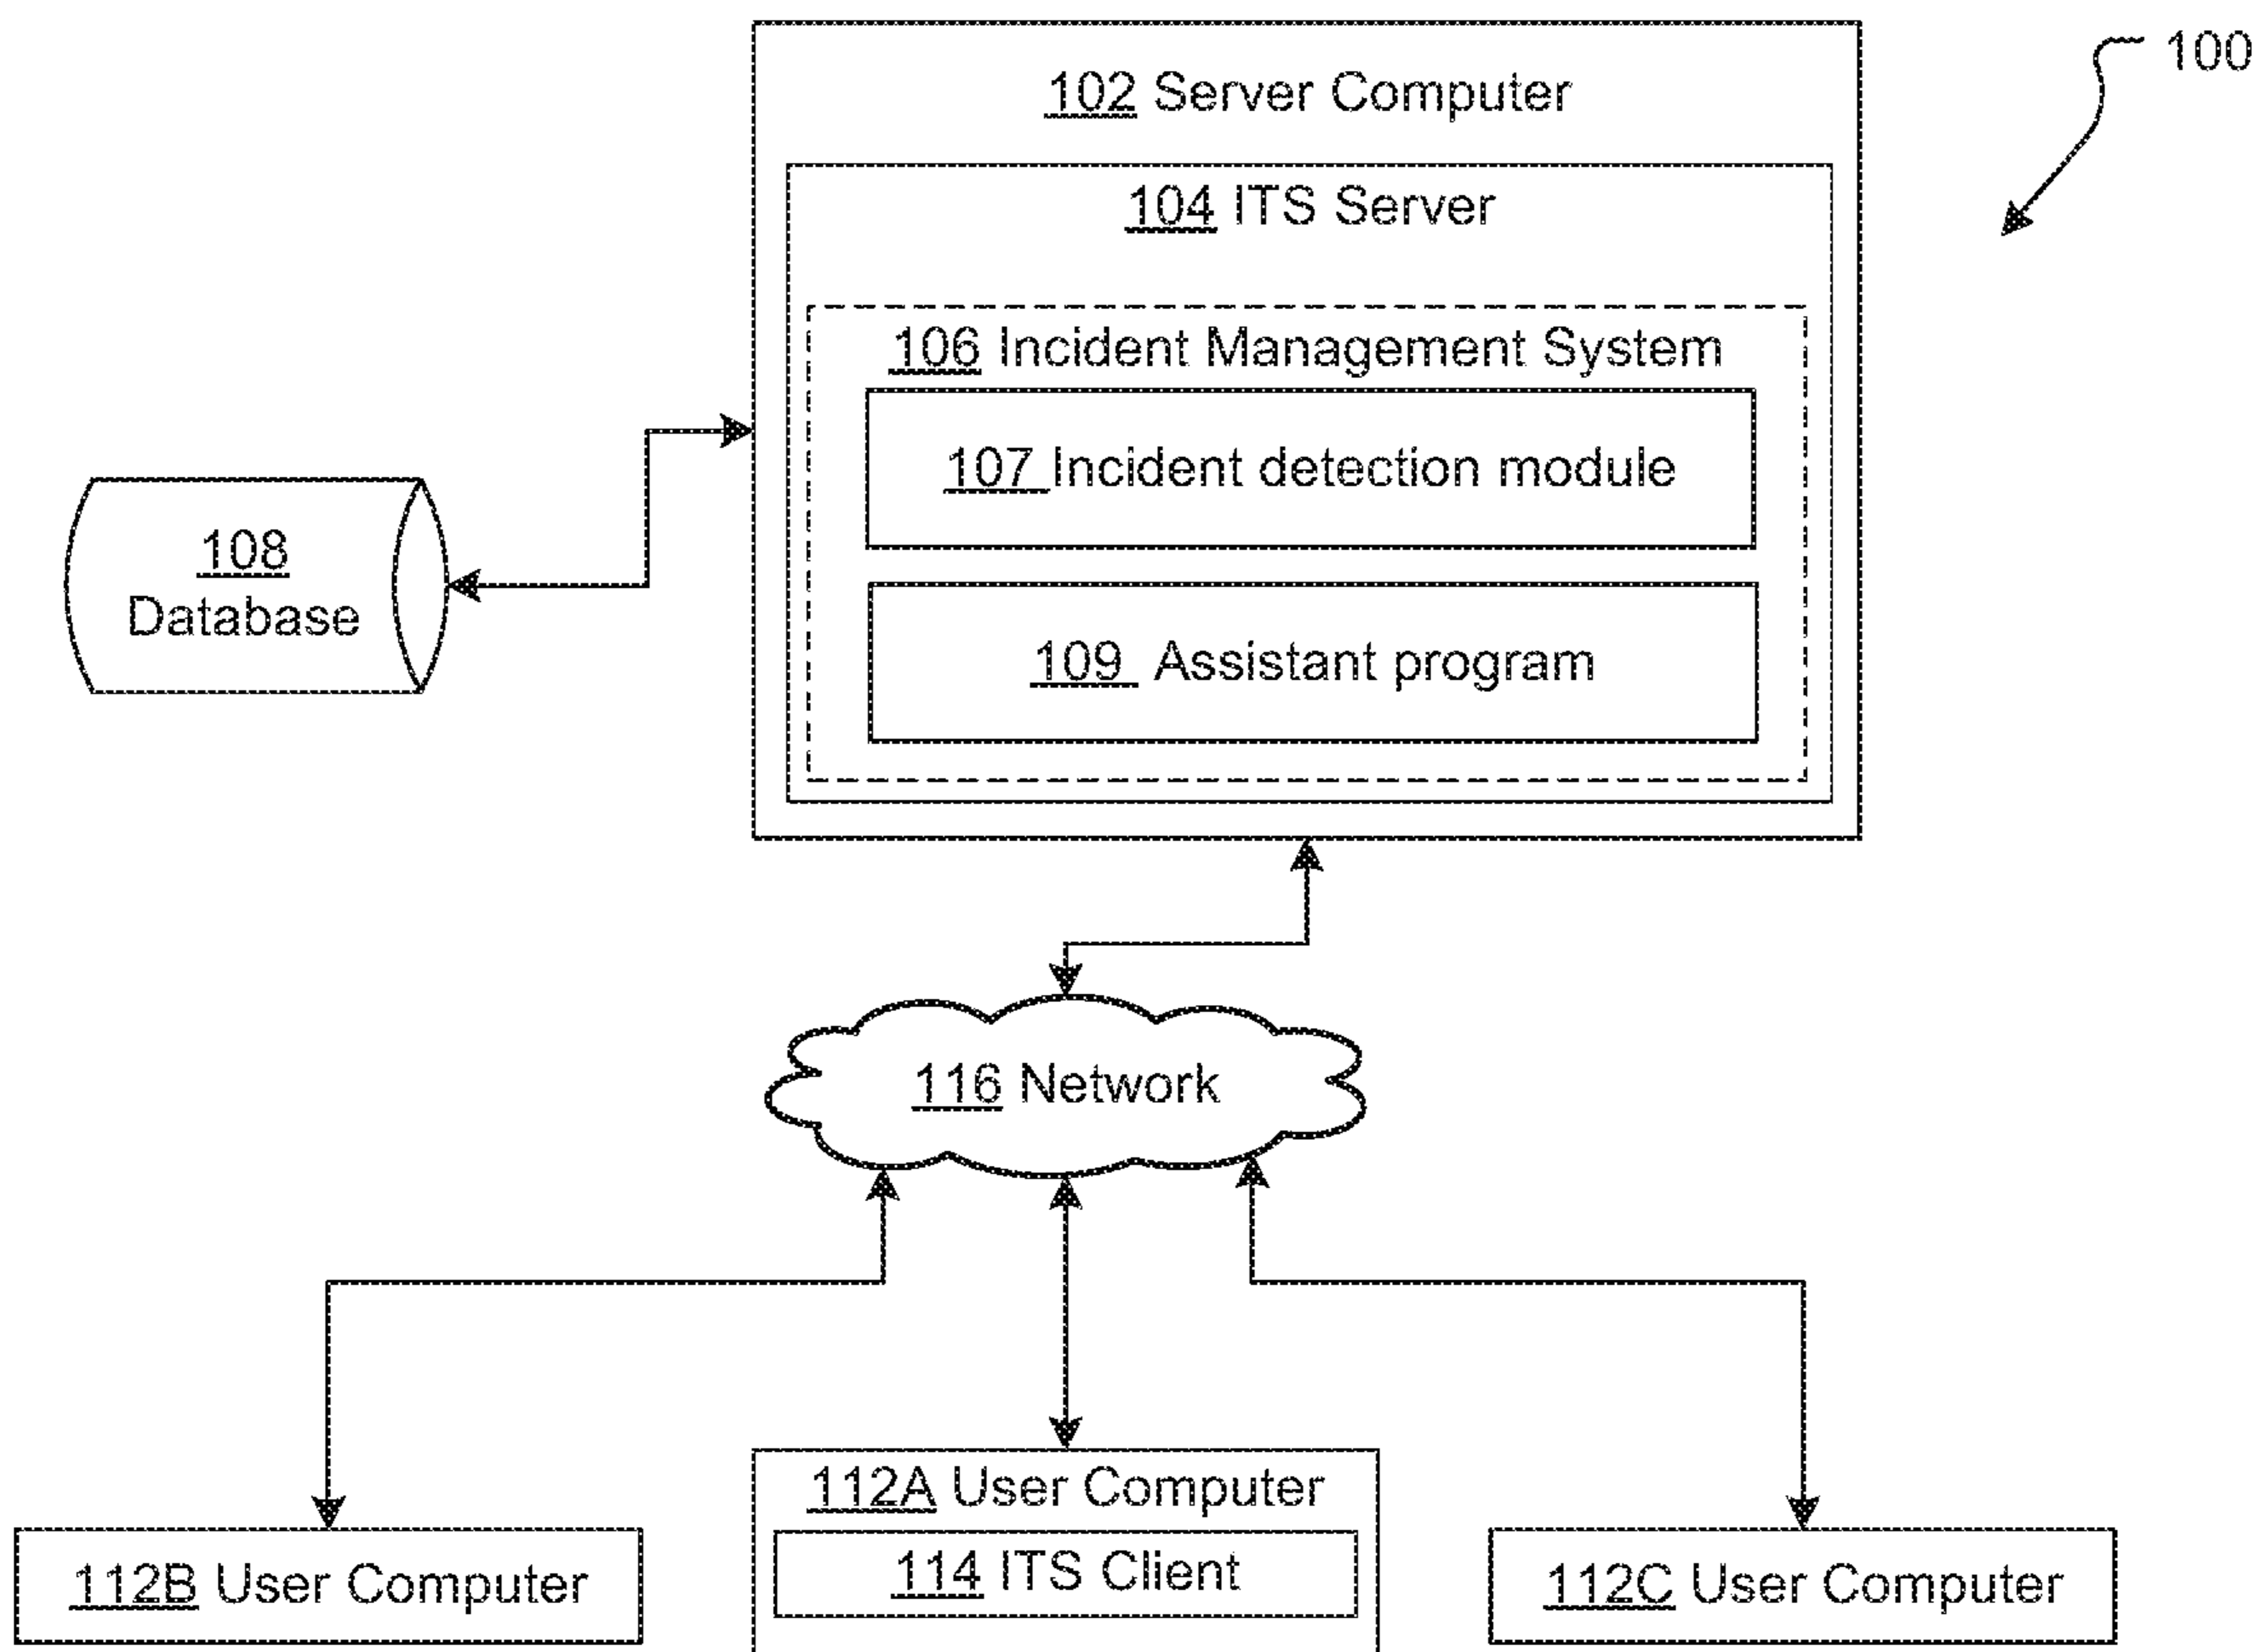 100
102 Server Computer
104 ITS Server
106 Incident Management System
107 Incident detection module
108
Database
109 Assistant program
116 Network
112A User Computer
114 ITS Client
112B User Computer
112C User Computer